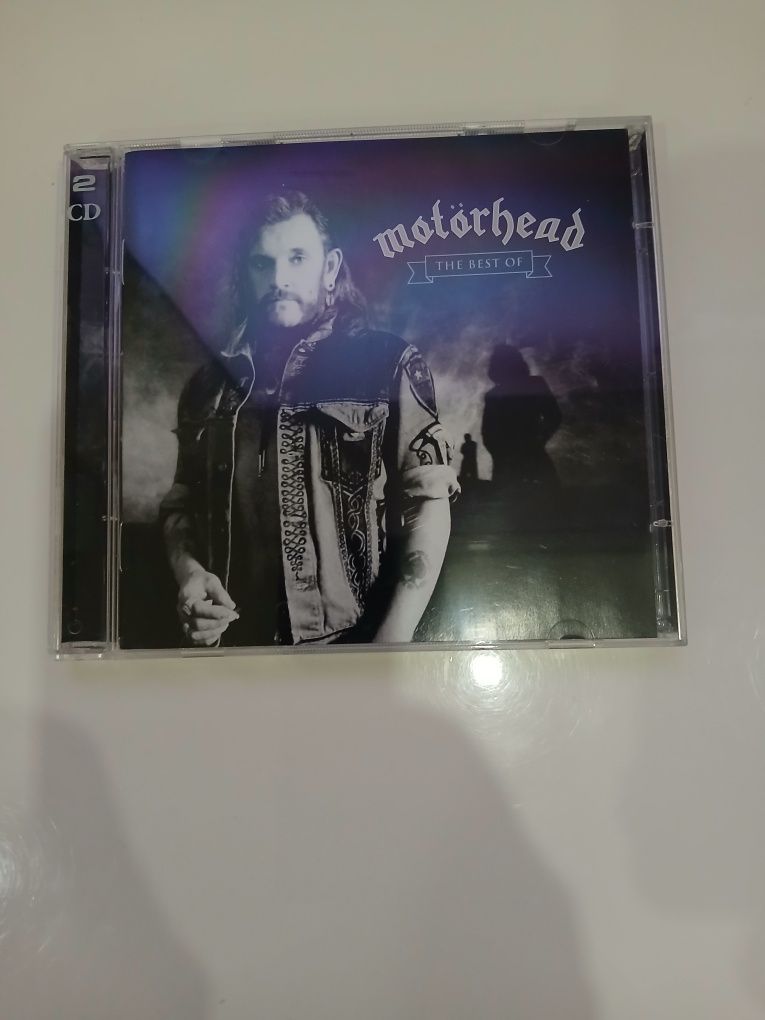 2
CD
motörhead
THE BEST OF